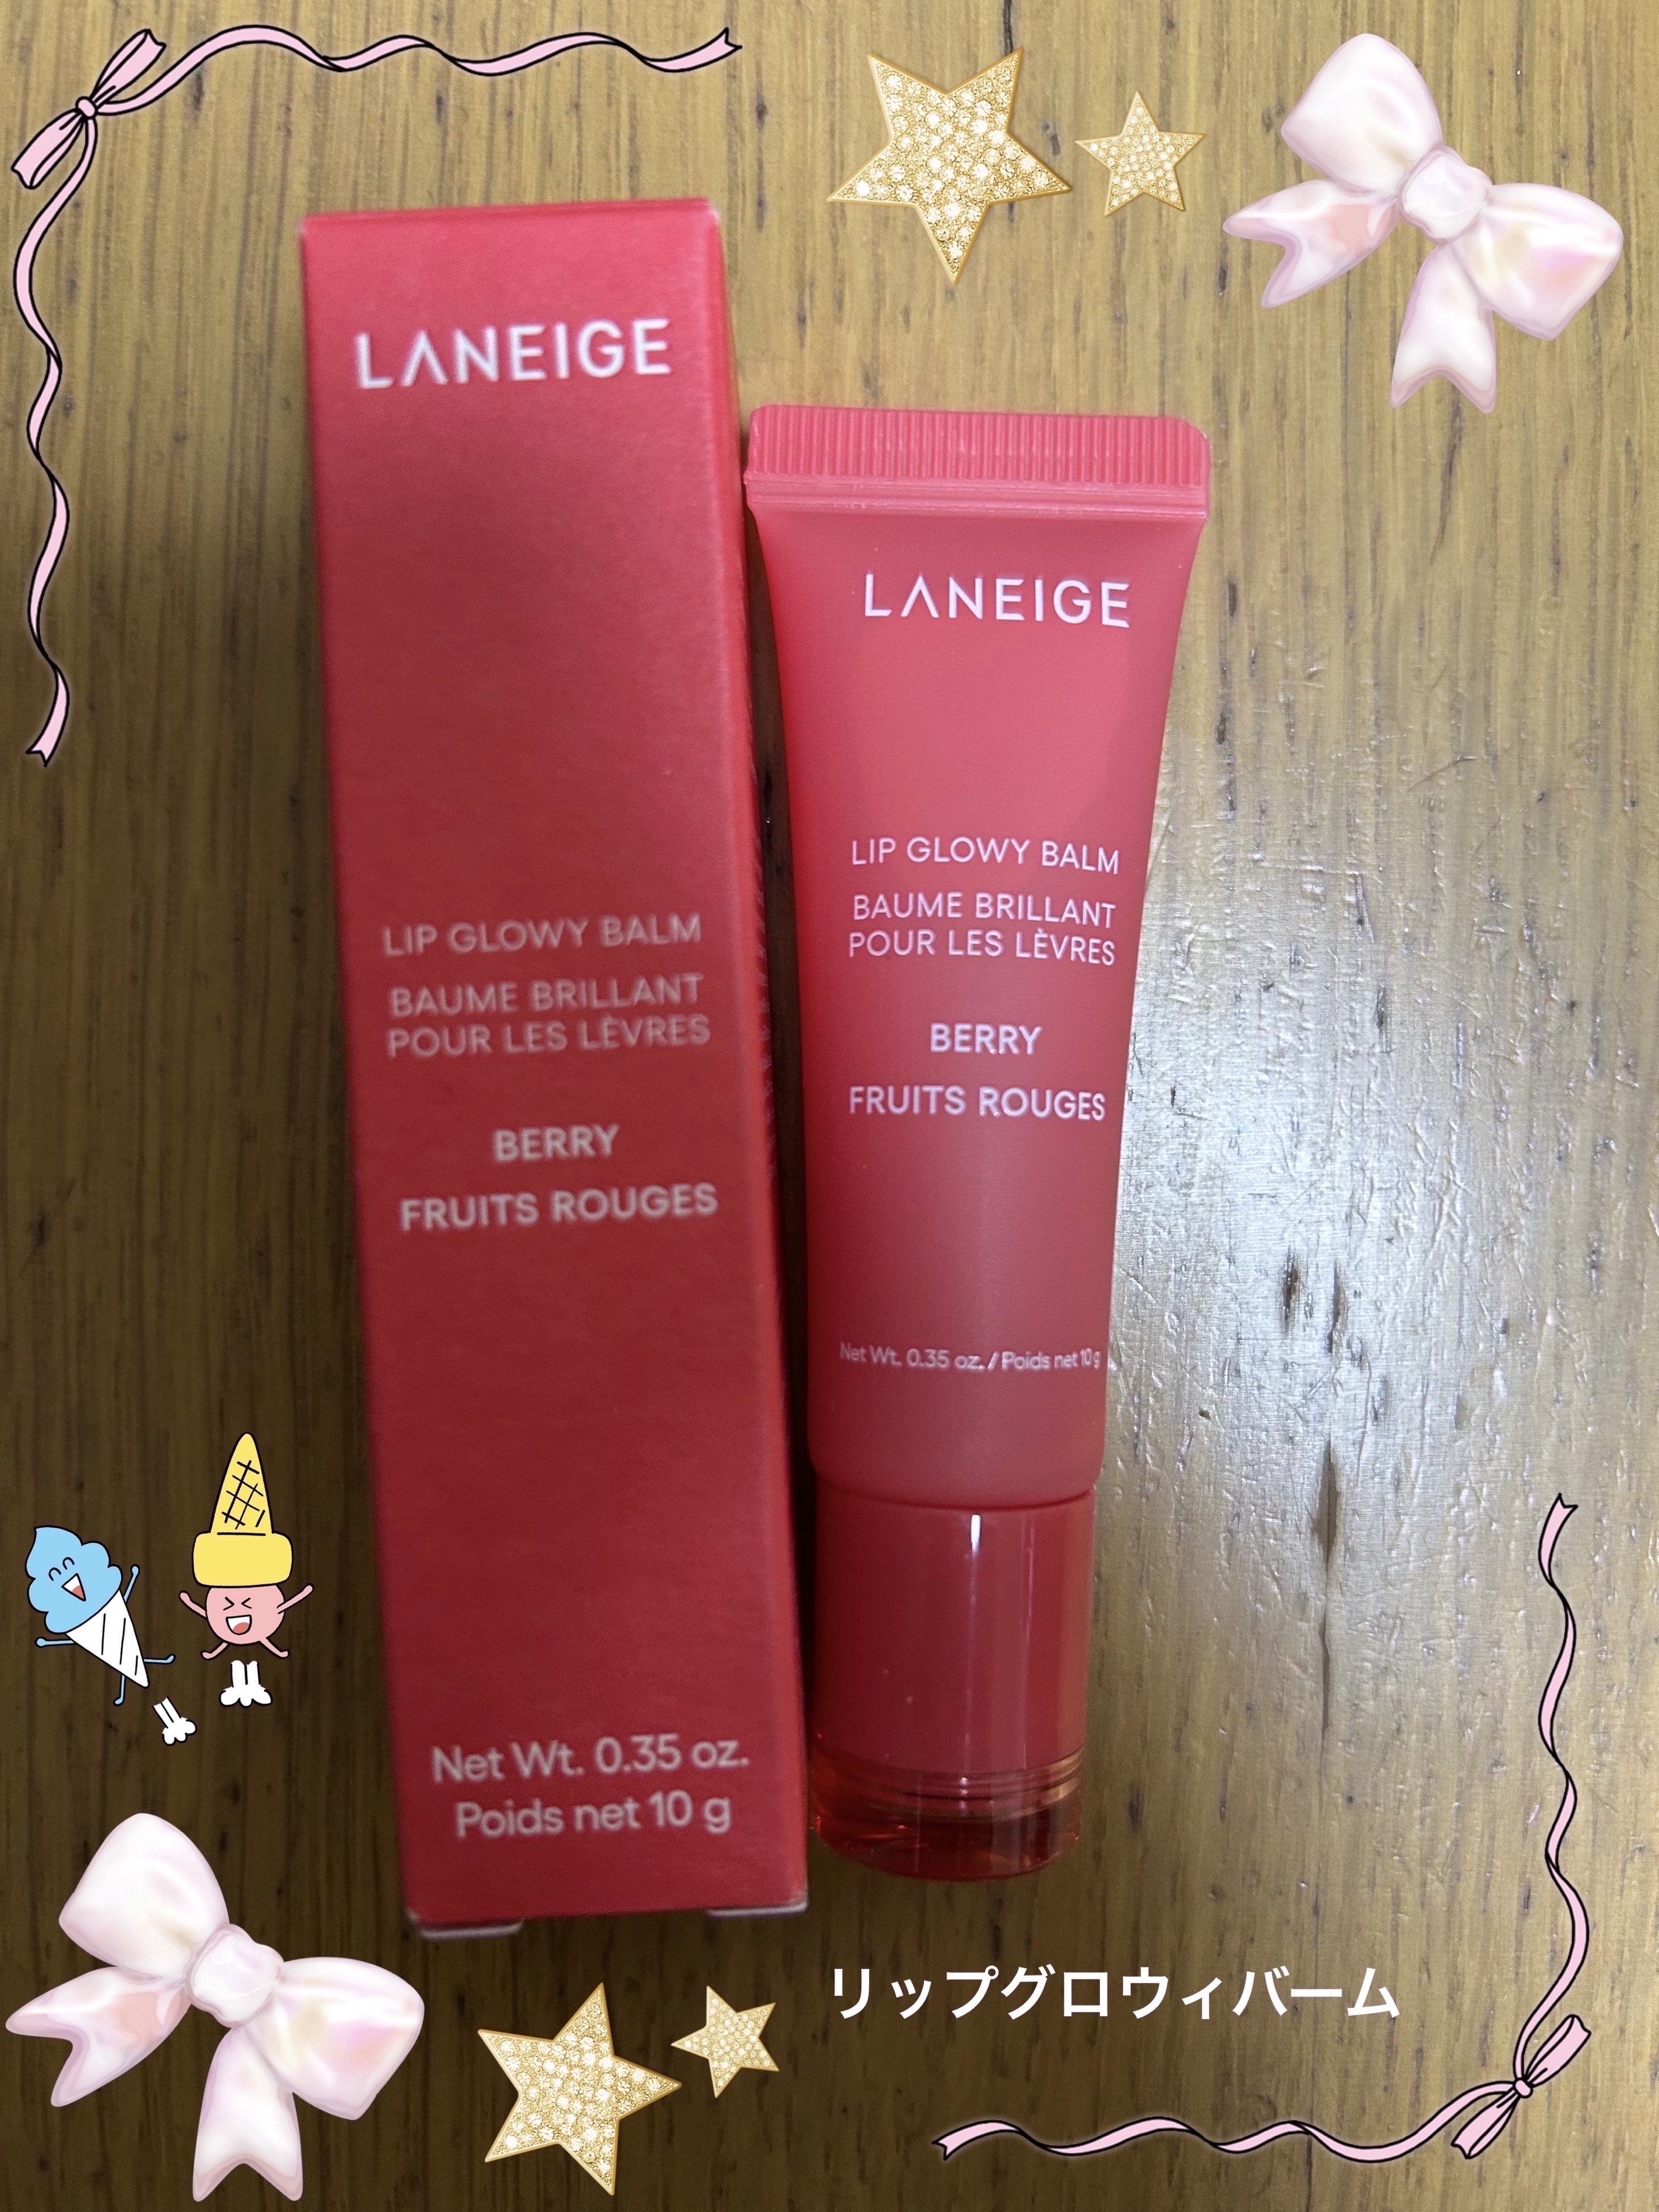 LANEIGE
LIP GLOWY BALM
BAUME BRILLANT
POUR LES LÈVRES
BERRY
FRUITS ROUGES
Net Wt. 0.35 oz.
Poids net 10 g
LANEIGE
LIP GLOWY BALM
BAUME BRILLANT
POUR LES LÈVRES
BERRY
FRUITS ROUGES
Net Wt. 0.35 oz. / Poids net 10 g
リップグロウィバーム